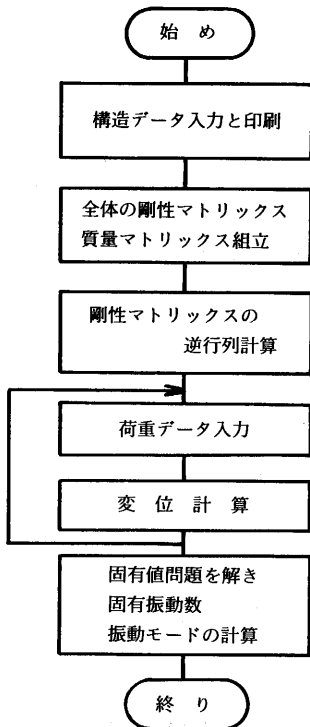 始め
構造データ入力と印刷
全体の剛性マトリックス
質量マトリックス組立
剛性マトリックスの
逆行列計算
荷重データ入力
変位計算
固有値問題を解き
固有振動数
振動モードの計算
終り